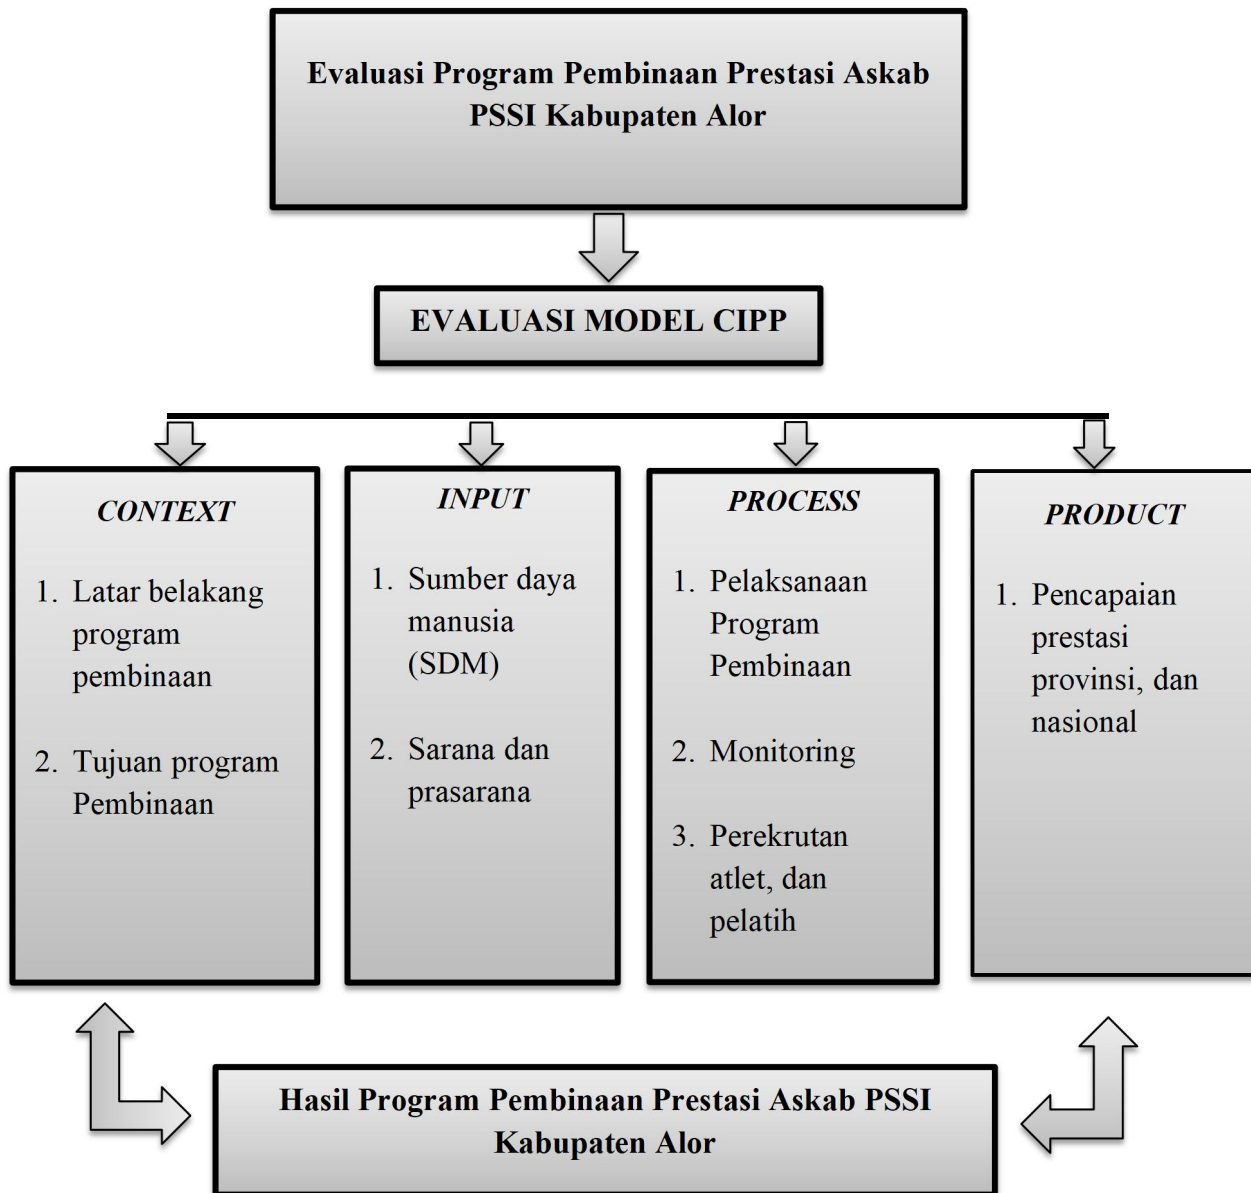 Evaluasi Program Pembinaan Prestasi Askab
PSSI Kabupaten Alor
EVALUASI MODEL CIPP
CONTEXT
1. Latar belakang
program
pembinaan
2. Tujuan program
Pembinaan
INPUT
1. Sumber daya
manusia
(SDM)
2. Sarana dan
prasarana
PROCESS
1. Pelaksanaan
Program
Pembinaan
2. Monitoring
3. Perekrutan
atlet, dan
pelatih
PRODUCT
1. Pencapaian
prestasi
provinsi, dan
nasional
Hasil Program Pembinaan Prestasi Askab PSSI
Kabupaten Alor